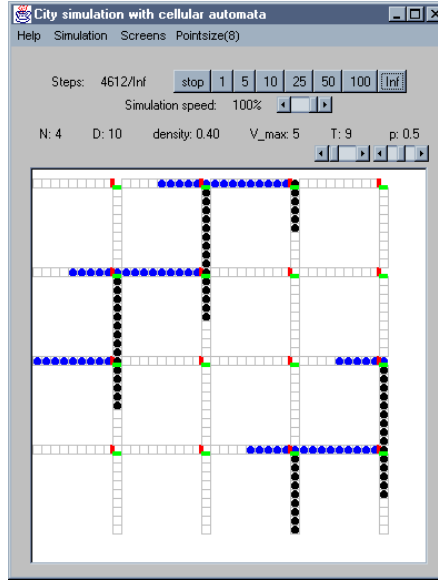 City simulation with cellular automata
Help Simulation Screens Pointsize(8)
Steps: 4612/Inf stop 1 5 10 25 50 100 Inf
Simulation speed: 100%
N: 4 D: 10 density: 0.40 V_max: 5 T: 9 p: 0.5